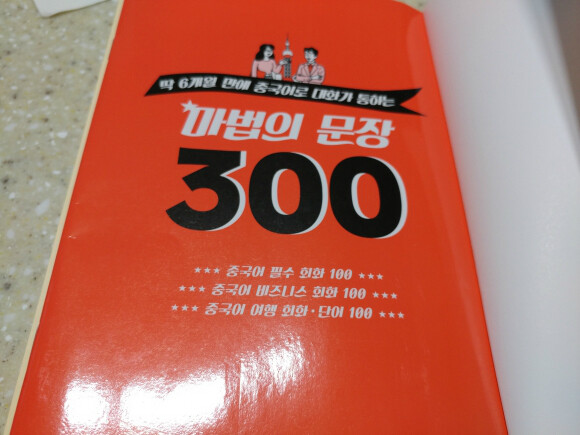 딱 6개월 만에 중국어로 대화가 통하는
마법의 문장
300
★★★ 중국어 필수 회화 100 ★★★
★★★ 중국어 비즈니스 회화 100 ★★★
★★★ 중국어 여행 회화·단어 100 ★★★